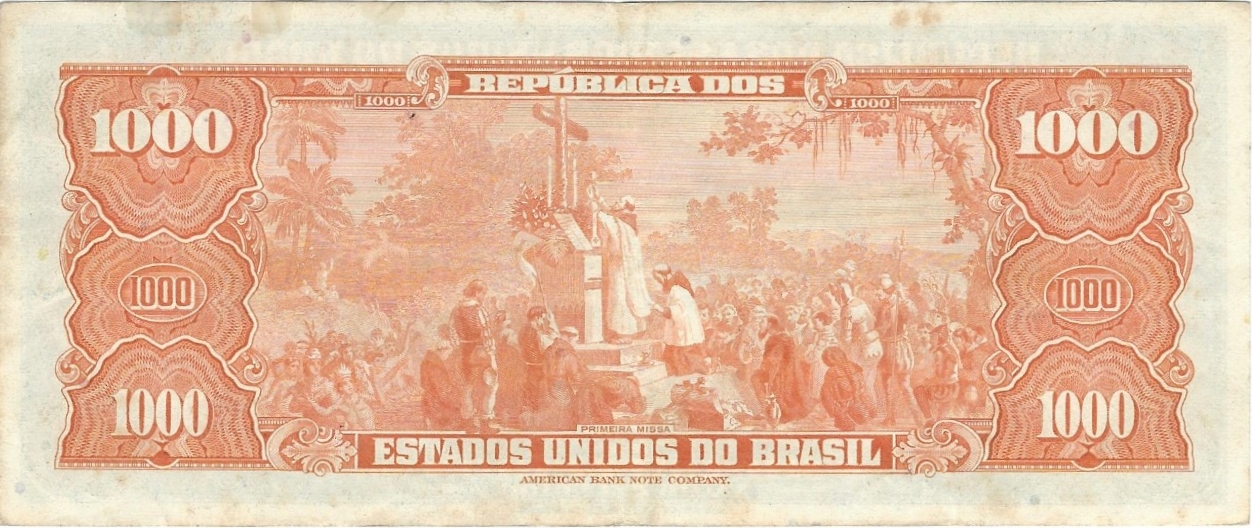 REPÚBLICA DOS
1000 1000
1000 1000
1000 1000
1000 1000
PRIMEIRA MISSA
ESTADOS UNIDOS DO BRASIL
AMERICAN BANK NOTE COMPANY.